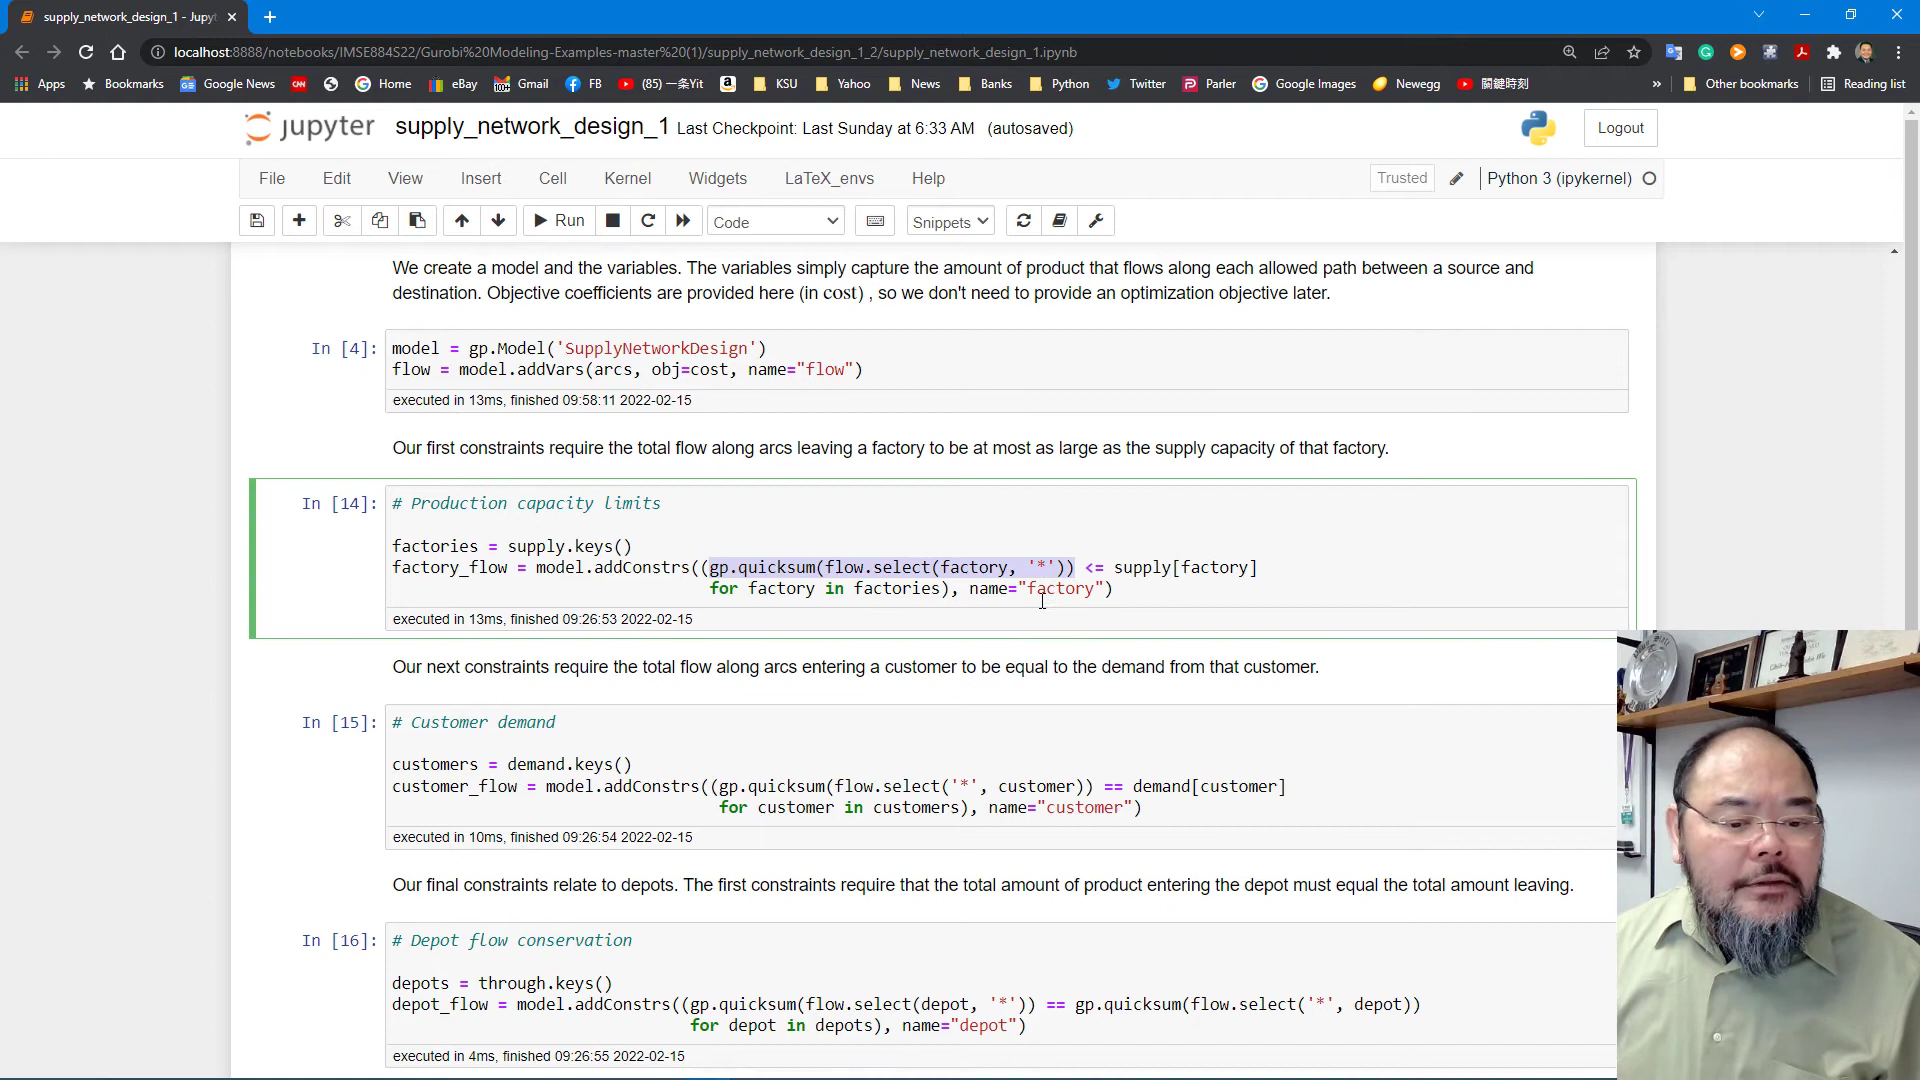 supply_network_design_1 - Jupyt
localhost:8888/notebooks/IMSE884S22/Gurobi%20Modeling-Examples-master%20(1)/supply_network_design_1_2/supply_network_design_1.ipynb
Apps Bookmarks Google News CNN Home eBay Gmail FB (85) 一条Yit KSU Yahoo News Banks Python Twitter Parler Google Images Newegg 關鍵時刻 » Other bookmarks Reading list
jupyter supply_network_design_1 Last Checkpoint: Last Sunday at 6:33 AM (autosaved) Logout
File Edit View Insert Cell Kernel Widgets LaTeX_envs Help Trusted Python 3 (ipykernel)
Run Code Snippets
We create a model and the variables. The variables simply capture the amount of product that flows along each allowed path between a source and
destination. Objective coefficients are provided here (in cost) , so we don't need to provide an optimization objective later.
In [4]: model = gp.Model('SupplyNetworkDesign')
flow = model.addVars(arcs, obj=cost, name="flow")
executed in 13ms, finished 09:58:11 2022-02-15
Our first constraints require the total flow along arcs leaving a factory to be at most as large as the supply capacity of that factory.
In [14]: # Production capacity limits
factories = supply.keys()
factory_flow = model.addConstrs((gp.quicksum(flow.select(factory, '*')) <= supply[factory]
for factory in factories), name="factory")
executed in 13ms, finished 09:26:53 2022-02-15
Our next constraints require the total flow along arcs entering a customer to be equal to the demand from that customer.
In [15]: # Customer demand
customers = demand.keys()
customer_flow = model.addConstrs((gp.quicksum(flow.select('*', customer)) == demand[customer]
for customer in customers), name="customer")
executed in 10ms, finished 09:26:54 2022-02-15
Our final constraints relate to depots. The first constraints require that the total amount of product entering the depot must equal the total amount leaving.
In [16]: # Depot flow conservation
depots = through.keys()
depot_flow = model.addConstrs((gp.quicksum(flow.select(depot, '*')) == gp.quicksum(flow.select('*', depot))
for depot in depots), name="depot")
executed in 4ms, finished 09:26:55 2022-02-15